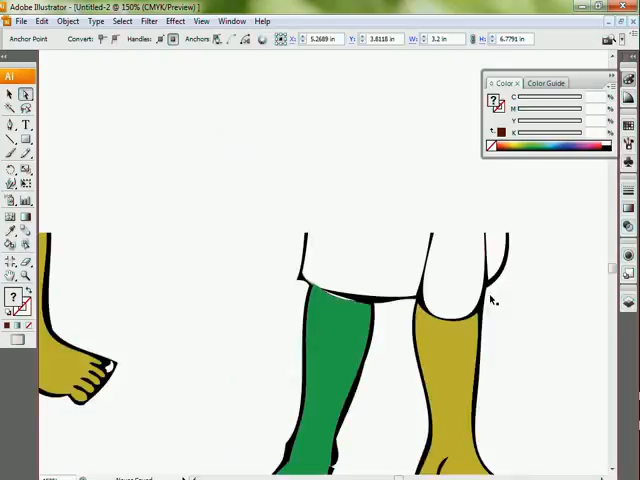 Adobe Illustrator - [Untitled-2 @ 150% (CMYK/Preview) ]
File Edit Object Type Select Filter Effect View Window Help
Anchor Point Convert: Handles: Anchors: X: 5.2689 in Y: 3.8118 in W: 3.2 in H: 6.7791 in
Ai
Color × Color Guide
C %
M %
Y %
K %
? 
T
?
Never Saved